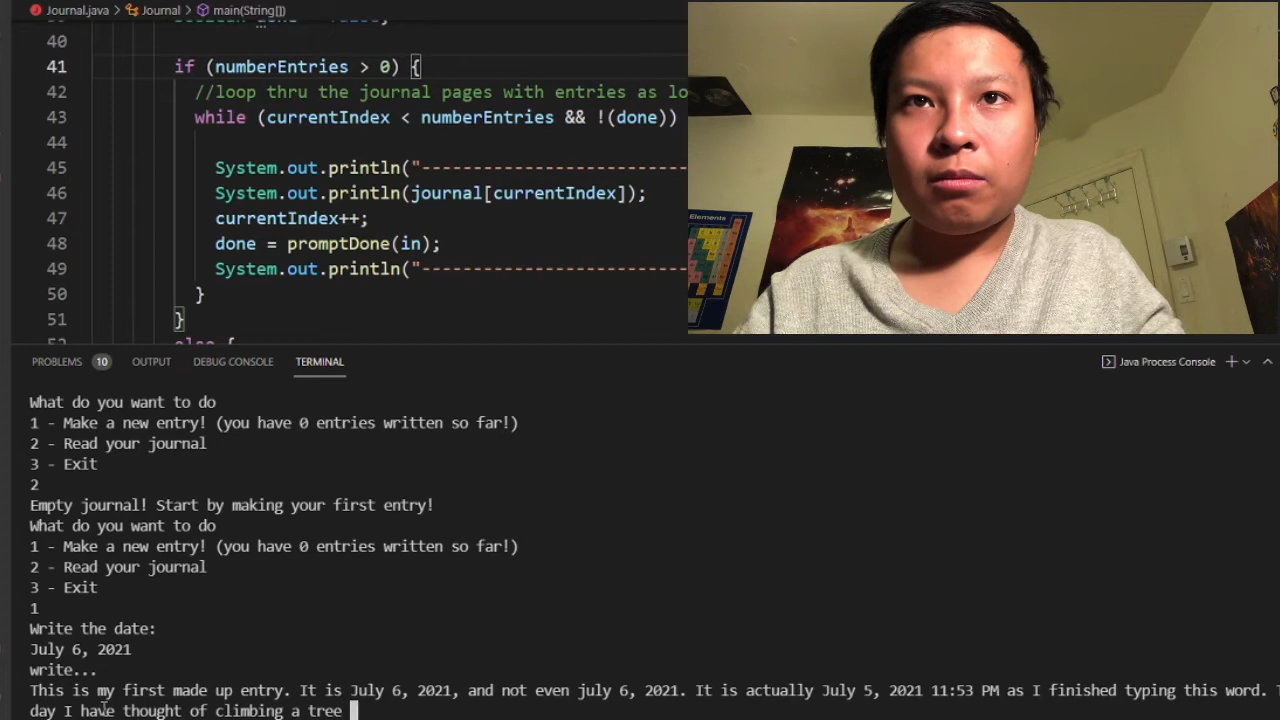 Journal.java > Journal > main(String[])
40
41 if (numberEntries > 0) {
42 //loop thru the journal pages with entries as
43 while (currentIndex < numberEntries && !(done))
44
45 System.out.println("--------------------------
46 System.out.println(journal[currentIndex]);
47 currentIndex++;
48 done = promptDone(in);
49 System.out.println("--------------------------
50 }
51 }
else {
Elements
PROBLEMS 10 OUTPUT DEBUG CONSOLE TERMINAL Java Process Console
What do you want to do
1 - Make a new entry! (you have 0 entries written so far!)
2 - Read your journal
3 - Exit
2
Empty journal! Start by making your first entry!
What do you want to do
1 - Make a new entry! (you have 0 entries written so far!)
2 - Read your journal
3 - Exit
1
Write the date:
July 6, 2021
write...
This is my first made up entry. It is July 6, 2021, and not even july 6, 2021. It is actually July 5, 2021 11:53 PM as I finished typing this word.
day I have thought of climbing a tree